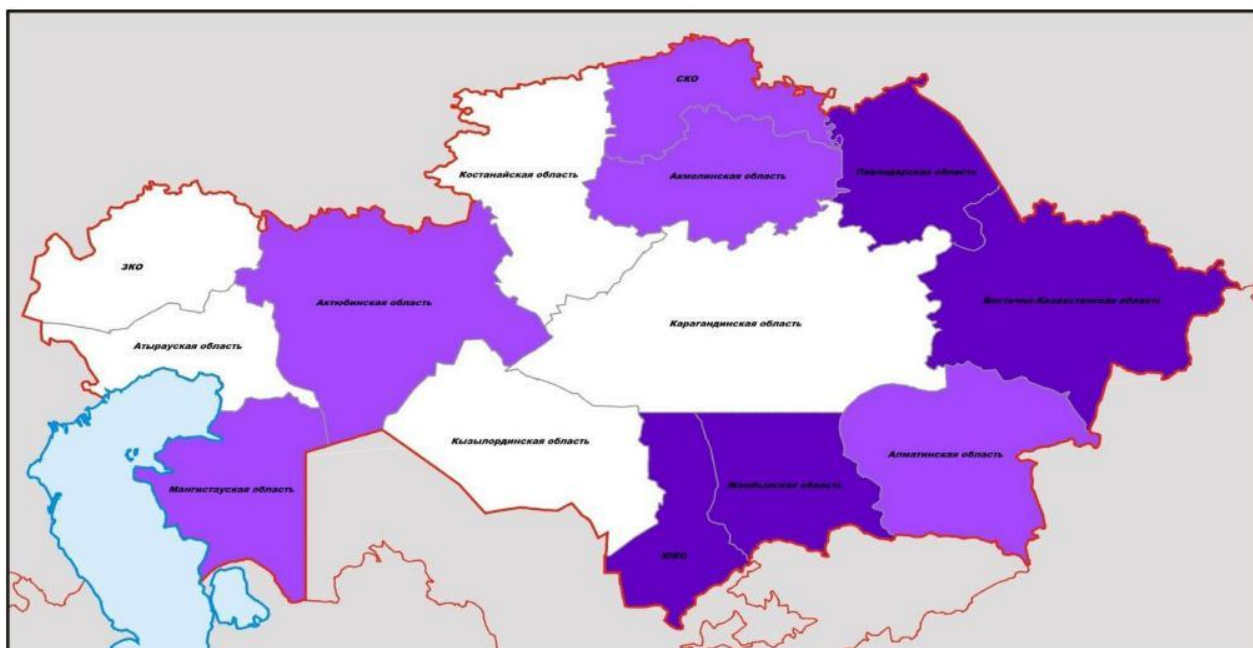 СКО
Костанайская область
Акмолинская область
Павлодарская область
ЗКО
Актюбинская область
Восточно-Казахстанская область
Карагандинская область
Атырауская область
Кызылординская область
Алматинская область
Мангистауская область
Жамбылская область
ЮКО